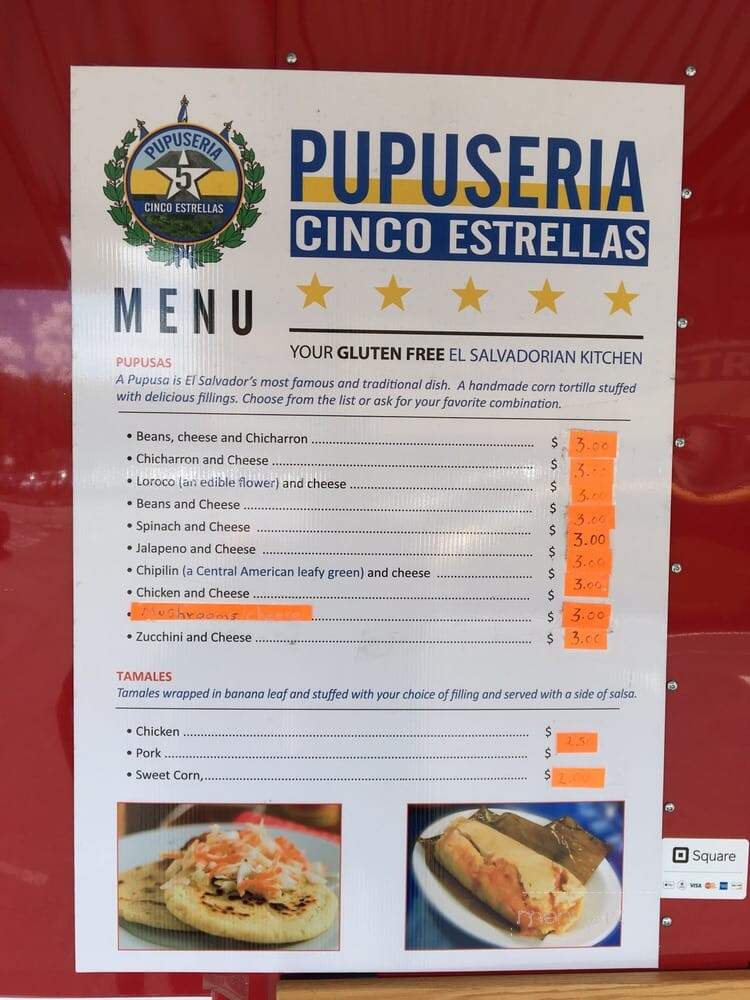 PUPUSERIA
5
CINCO ESTRELLAS
PUPUSERIA
CINCO ESTRELLAS
MENU
YOUR GLUTEN FREE EL SALVADORIAN KITCHEN
PUPUSAS
A Pupusa is El Salvador's most famous and traditional dish. A handmade corn tortilla stuffed
with delicious fillings. Choose from the list or ask for your favorite combination.
• Beans, cheese and Chicharron ........ $ 3.00
• Chicharron and Cheese ........ $ 3.--
• Loroco (an edible flower) and cheese ........ $ 3.00
• Beans and Cheese ........ $ 3.00
• Spinach and Cheese ........ $ 3.00
• Jalapeno and Cheese ........ $ 3.00
• Chipilin (a Central American leafy green) and cheese ........ $ 3.00
• Chicken and Cheese ........ $
• Mushrooms cheese ........ $ 3.00
• Zucchini and Cheese ........ $ 3.00
TAMALES
Tamales wrapped in banana leaf and stuffed with your choice of filling and served with a side of salsa.
• Chicken ........ $
• Pork ........ $
• Sweet Corn, ........ $ 2.00
Square
VISA